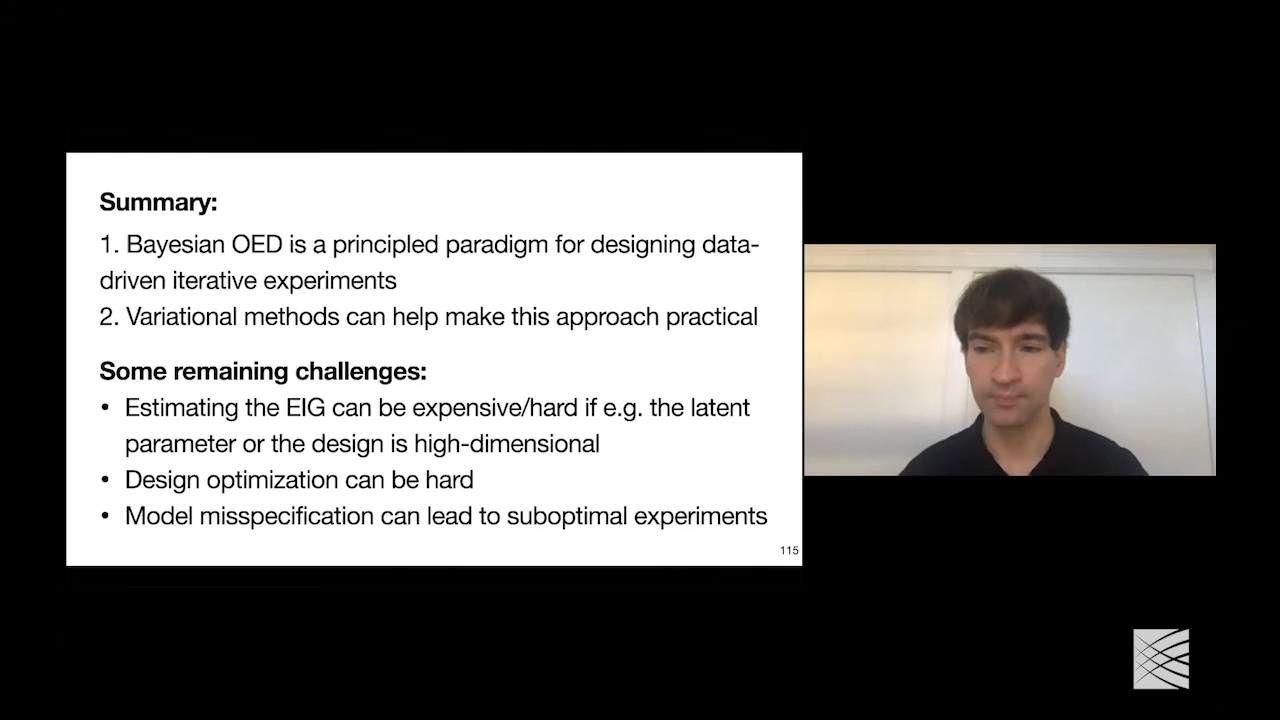 Summary:
1. Bayesian OED is a principled paradigm for designing data-
driven iterative experiments
2. Variational methods can help make this approach practical
Some remaining challenges:
• Estimating the EIG can be expensive/hard if e.g. the latent
parameter or the design is high-dimensional
• Design optimization can be hard
• Model misspecification can lead to suboptimal experiments
115